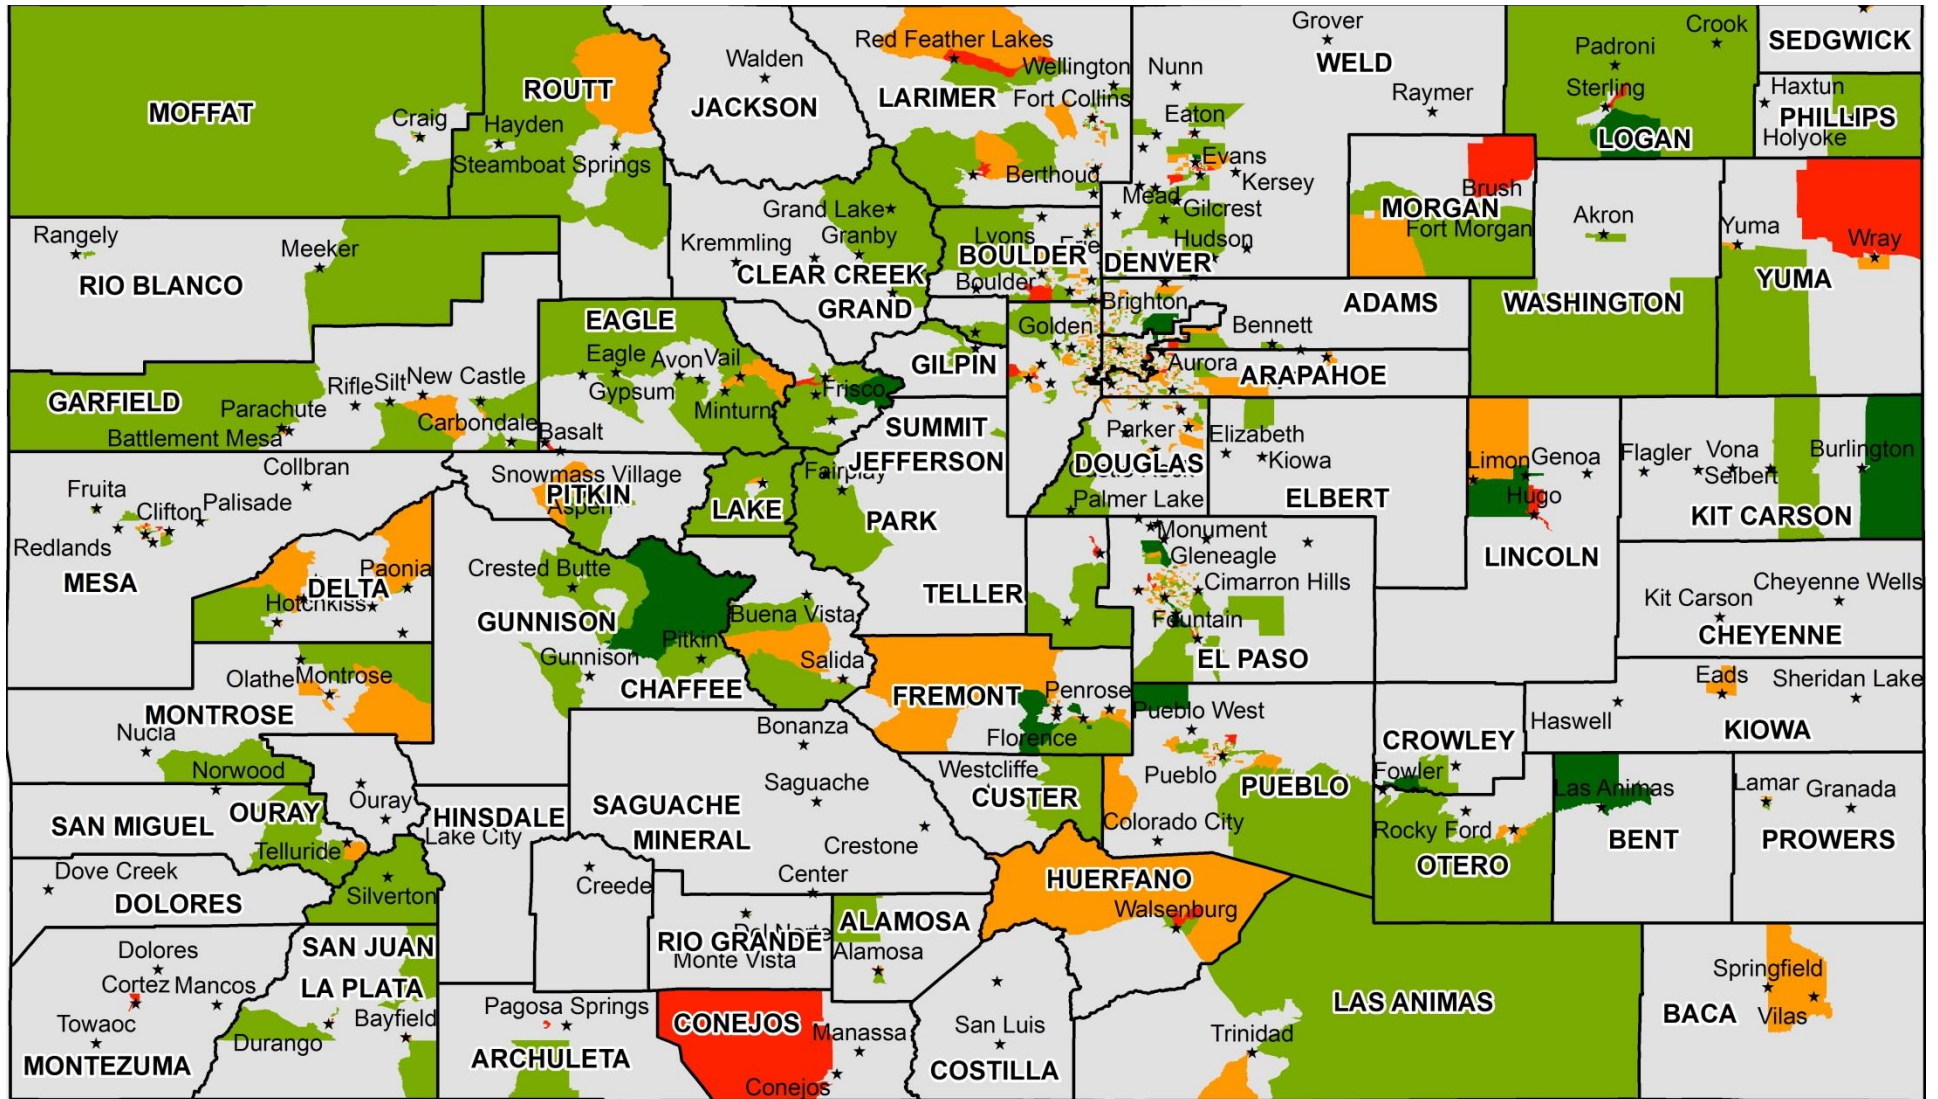 Grover
Crook
SEDGWICK
Red Feather Lakes
Padroni
Walden
Wellington
Nunn
WELD
ROUTT
JACKSON
LARIMER
Fort Collins
Raymer
Sterling
Haxtun
MOFFAT
Craig
Hayden
Eaton
PHILLIPS
LOGAN
Holyoke
Steamboat Springs
Berthoud
Evans
Kersey
Brush
Mead
Gilcrest
MORGAN
Fort Morgan
Akron
Yuma
Wray
Grand Lake
Rangely
Meeker
Kremmling
Granby
Lyons
Erie
Hudson
RIO BLANCO
CLEAR CREEK
BOULDER
DENVER
YUMA
Boulder
GRAND
Brighton
ADAMS
WASHINGTON
EAGLE
Golden
Bennett
Eagle
Avon
Vail
GILPIN
Aurora
ARAPAHOE
Rifle
Silt
New Castle
Gypsum
Minturn
Frisco
GARFIELD
Parachute
Carbondale
Basalt
Battlement Mesa
SUMMIT
Parker
Elizabeth
Kiowa
JEFFERSON
DOUGLAS
Limon
Genoa
Flagler
Vona
Seibert
Burlington
Collbran
Snowmass Village
PITKIN
Aspen
Fairplay
Fruita
Clifton
Palisade
LAKE
PARK
Palmer Lake
ELBERT
Hugo
KIT CARSON
Redlands
Monument
Gleneagle
LINCOLN
MESA
DELTA
Paonia
Hotchkiss
Crested Butte
TELLER
Cimarron Hills
Cheyenne Wells
Kit Carson
GUNNISON
Buena Vista
Fountain
CHEYENNE
Pitkin
Gunnison
Salida
EL PASO
Olathe
Montrose
CHAFFEE
FREMONT
Penrose
Eads
Sheridan Lake
MONTROSE
Nucla
Bonanza
Florence
Pueblo West
Haswell
KIOWA
CROWLEY
Norwood
Westcliffe
Pueblo
Fowler
Saguache
CUSTER
PUEBLO
Las Animas
Lamar
Granada
Ouray
OURAY
HINSDALE
SAGUACHE
SAN MIGUEL
Lake City
MINERAL
Colorado City
Rocky Ford
BENT
PROWERS
Telluride
Crestone
OTERO
Dove Creek
Creede
Center
HUERFANO
Silverton
DOLORES
Walsenburg
ALAMOSA
Del Norte
SAN JUAN
RIO GRANDE
Dolores
Monte Vista
Alamosa
Springfield
Cortez
Mancos
LA PLATA
Pagosa Springs
LAS ANIMAS
BACA
Vilas
Towaoc
Bayfield
CONEJOS
Manassa
San Luis
Trinidad
Durango
MONTEZUMA
ARCHULETA
COSTILLA
Conejos